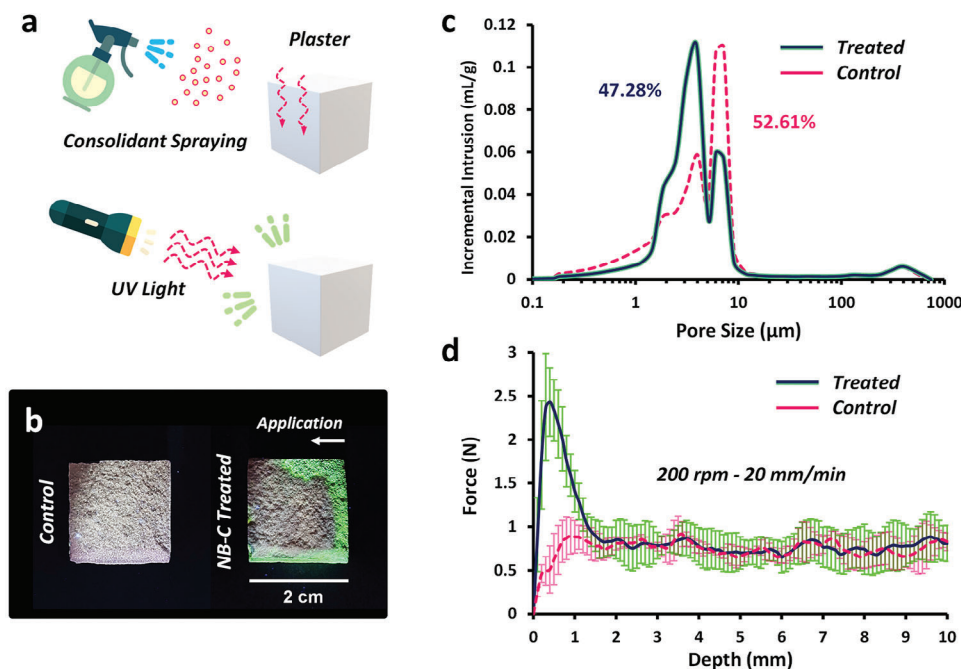 a
Plaster
Consolidant Spraying
UV Light
b
Control
NB-C Treated
Application
2 cm
c
Incremental Intrusion (mL/g)
0.12
0.1
0.08
0.06
0.04
0.02
0
47.28%
52.61%
Treated
Control
0.1
1
10
100
1000
Pore Size (µm)
d
Force (N)
3
2.5
2
1.5
1
0.5
0
Treated
Control
200 rpm - 20 mm/min
0 1 2 3 4 5 6 7 8 9 10
Depth (mm)